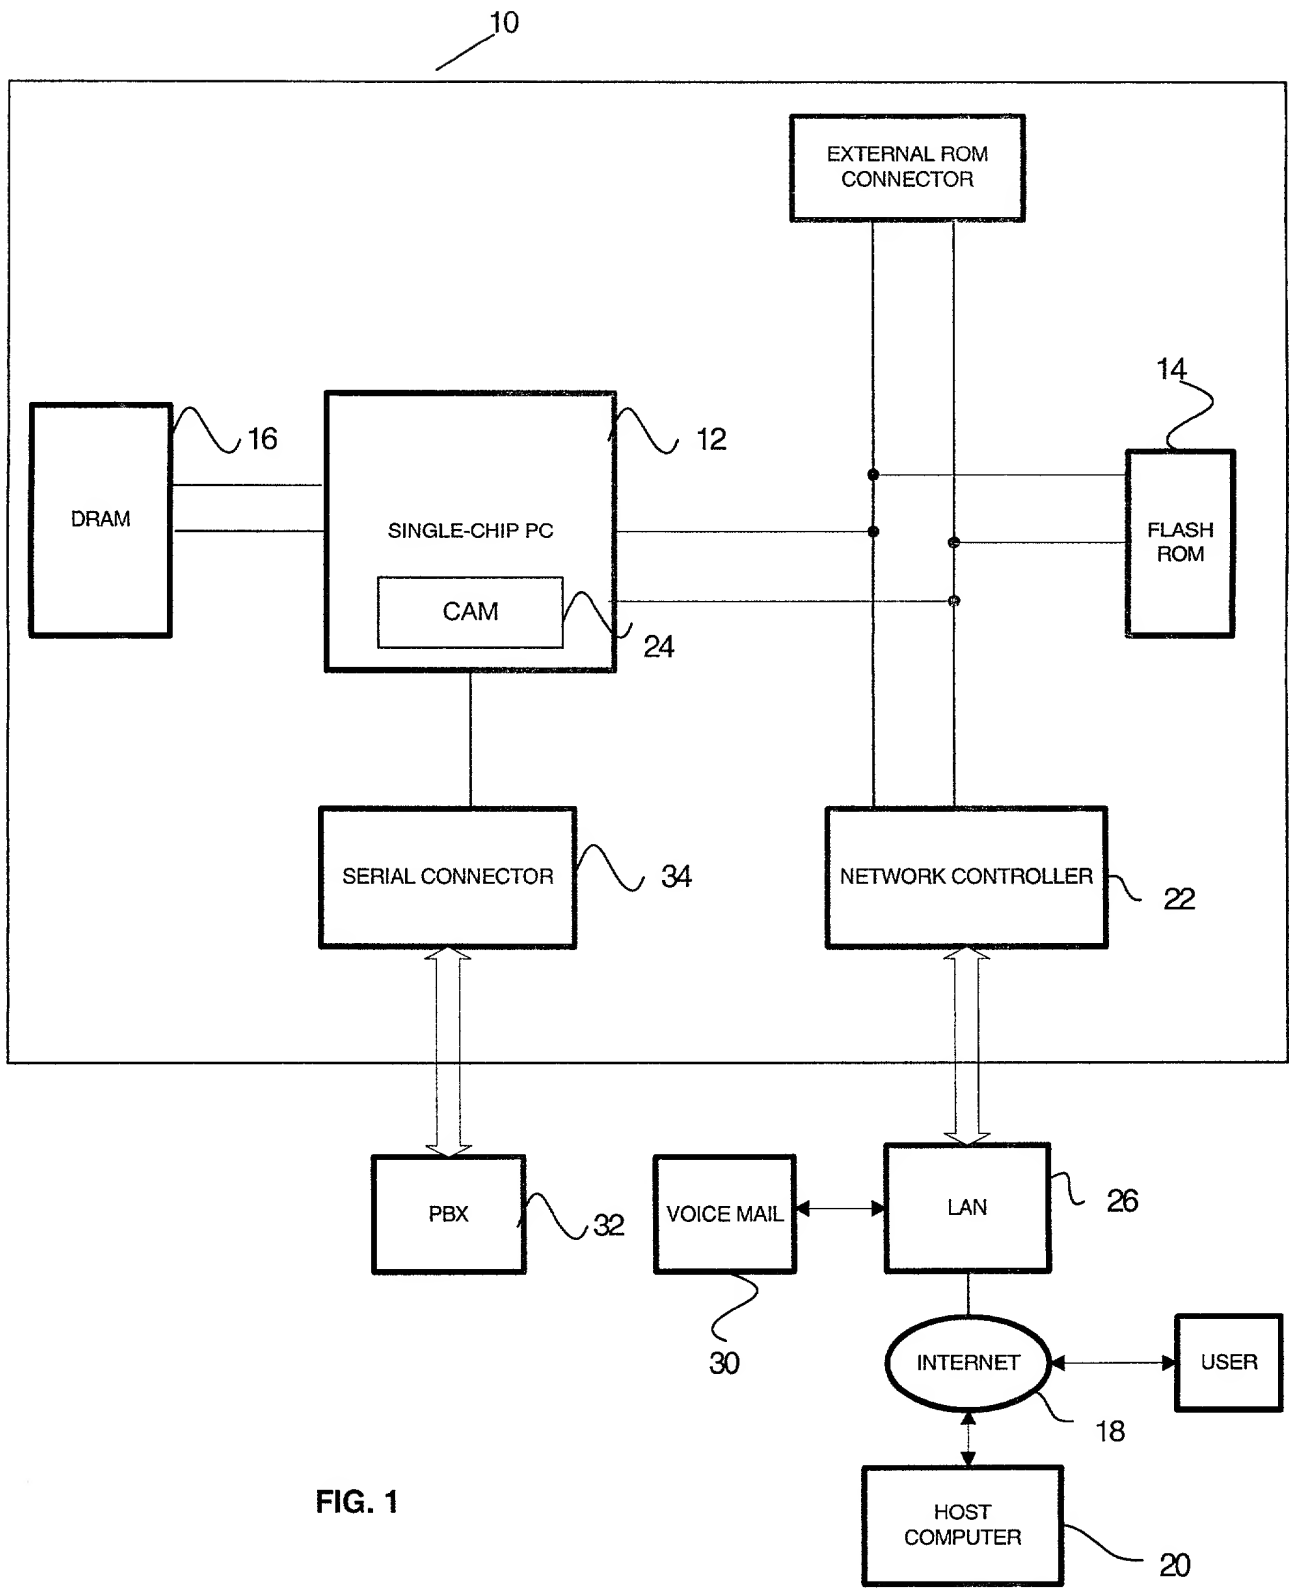 10
EXTERNAL ROM
CONNECTOR
14
16
12
DRAM
SINGLE-CHIP PC
FLASH
ROM
CAM
24
SERIAL CONNECTOR
34
NETWORK CONTROLLER
22
PBX
32
VOICE MAIL
30
LAN
26
INTERNET
18
USER
HOST
COMPUTER
20
FIG. 1